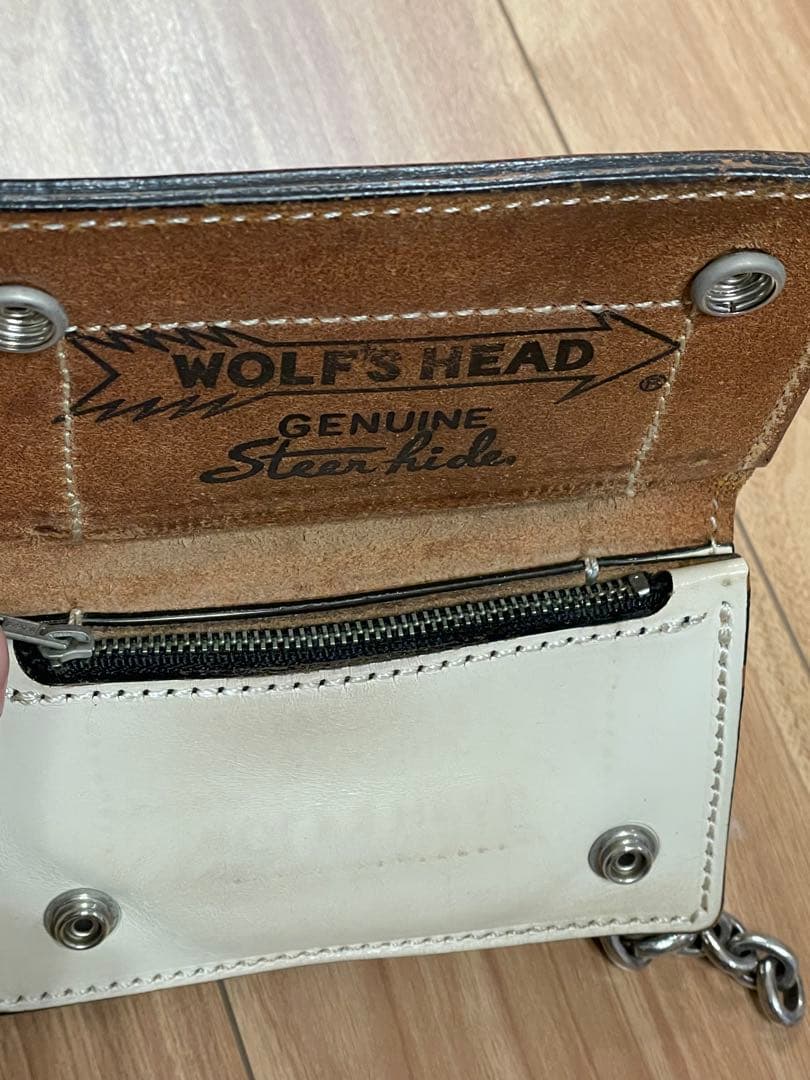 WOLF'S HEAD ®
GENUINE
Steer hide.